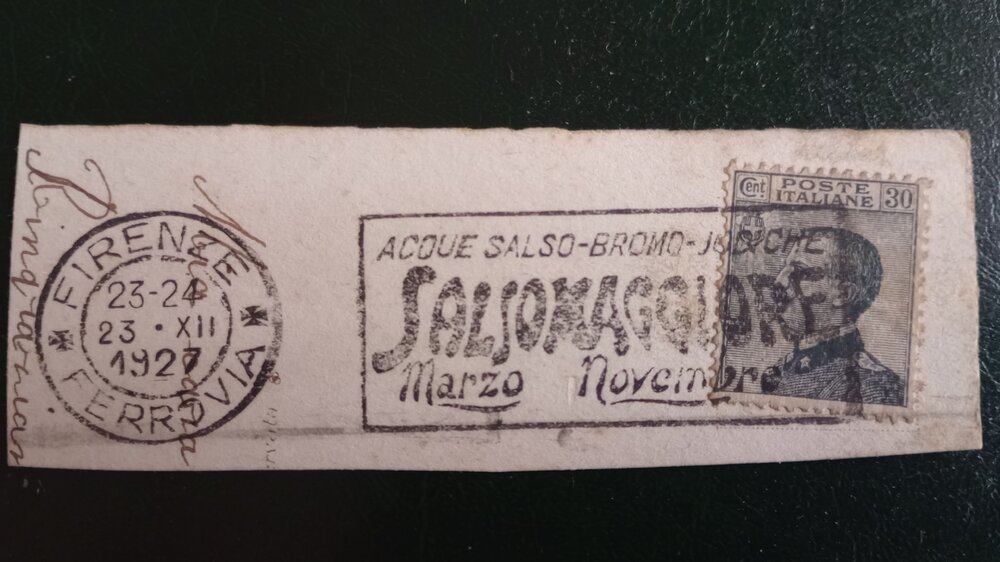 FIRENZE
23-24
23 · XII
1927
FERROVIA
ACQUE SALSO-BROMO-JODICHE
SALSOMAGGIORE
Marzo Novembre
Cent POSTE 30
ITALIANE